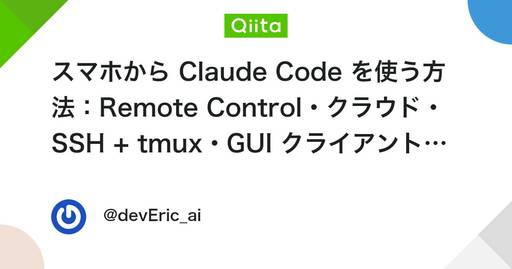 Qiita
スマホから Claude Code を使う方
法：Remote Control・クラウド・
SSH + tmux・GUI クライアント…
@devEric_ai